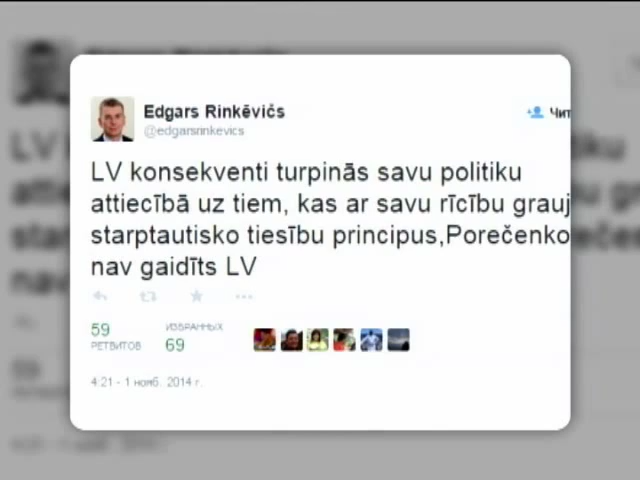 Edgars Rinkēvičs
@edgarsrinkevics
Чит
LV konsekventi turpinās savu politiku
attiecībā uz tiem, kas ar savu rīcību grauj
starptautisko tiesību principus,Porečenko
nav gaidīts LV
59
РЕТВИТОВ
ИЗБРАННЫХ
69
4:21 - 1 нояб. 2014 г.